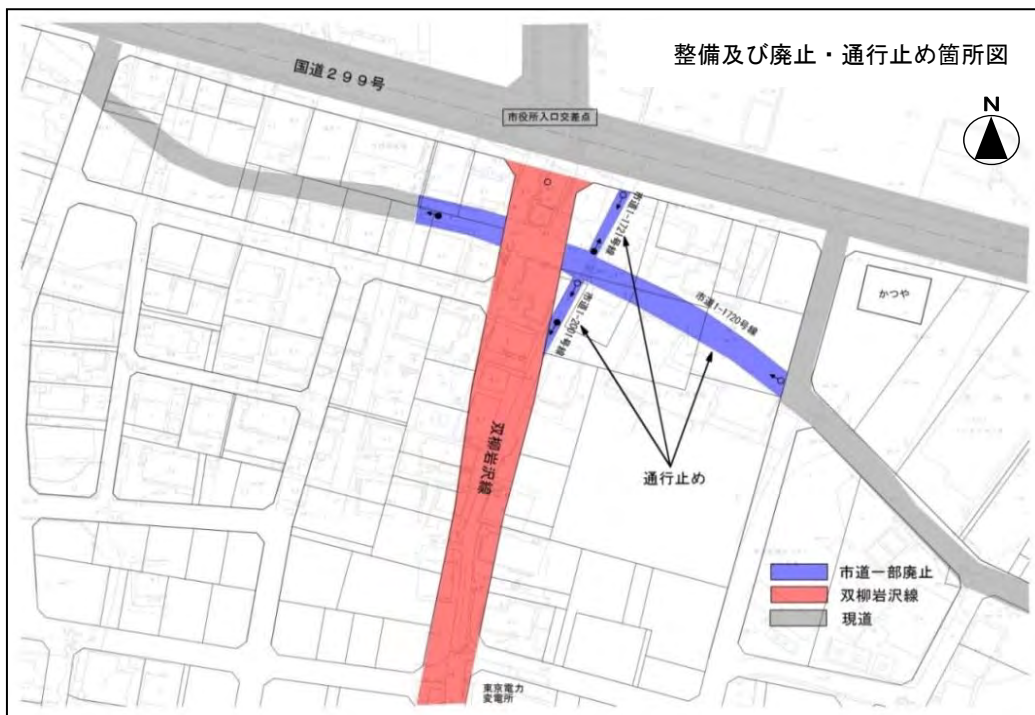 整備及び廃止・通行止め箇所図
N
国道299号
市役所入口交差点
市道1-1721号線
市道1-2001号線
市道1-1720号線
かつや
双柳岩沢線
通行止め
市道一部廃止
双柳岩沢線
現道
東京電力
変電所